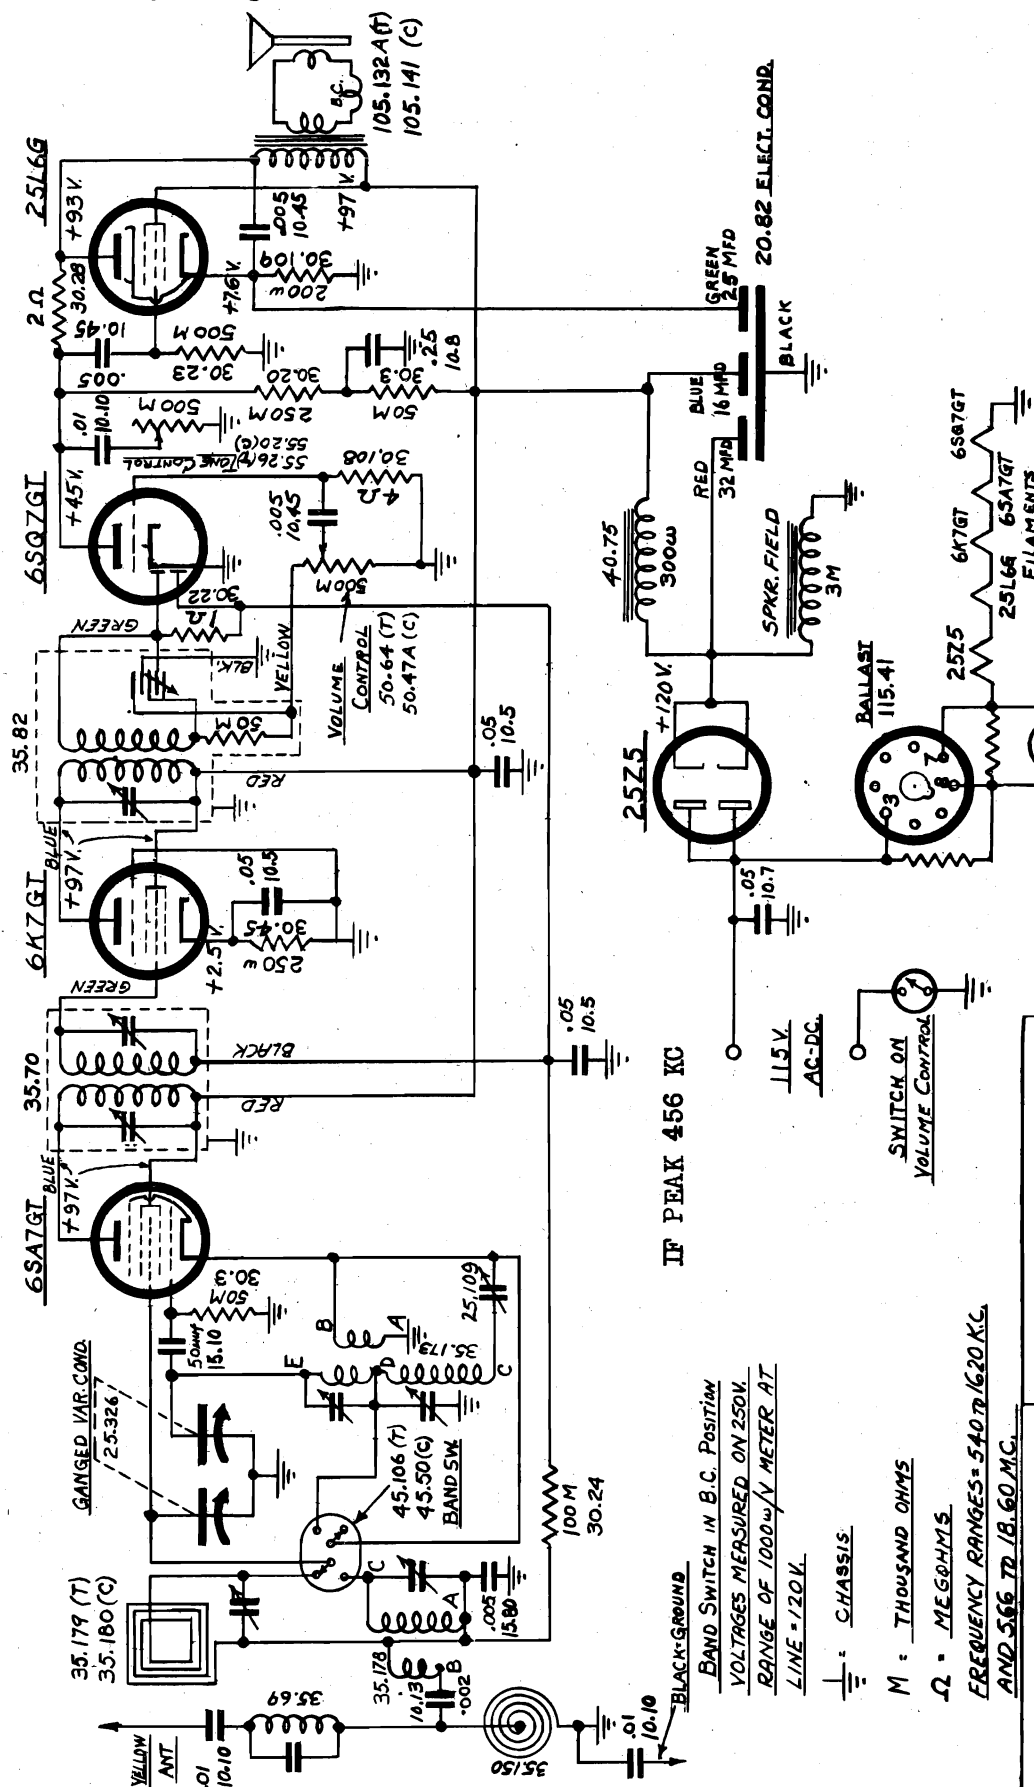 6SA7GT
35.70
6K7GT
35.82
6SQ7GT
25L6G
BLUE
+97V.
GREEN
BLUE
+97V.
GREEN
+45V.
.01
10.10
500M
55.26(T) TONE CONTROL
55.20(C)
2Ω
30.28
+93V.
10.45
.005
500M
30.23
30.20
250M
30.3
50M
.25
10.8
+7.6V.
30.109
200ω
.005
10.45
+97V.
B.C.
105.132A(T)
105.141 (C)
GANGED VAR. COND.
25.326
50MMF
15.10
50M
30.3
RED
BLACK
+2.5V.
30.45
250ω
.05
10.5
RED
50M
YELLOW
BLK.
30.22
1Ω
.005
10.45
30.108
4Ω
500M
VOLUME
CONTROL
50.64 (T)
50.47A (C)
.05
10.5
.05
10.5
35.179 (T)
35.180 (C)
45.106 (T)
45.50 (C)
BAND SW.
E
D
C
B
A
35.173
25.109
C
A
.005
15.80
100M
30.24
YELLOW
ANT
.01
10.10
35.69
35.178
B
10.13
.002
35.150
.01
10.10
BLACK-GROUND
IF PEAK 456 KC
115V.
AC-DC.
SWITCH ON
VOLUME CONTROL
.05
10.7
25Z5
+120V.
40.75
300ω
SPKR. FIELD
3M
RED
32 MFD
BLUE
16 MFD
GREEN
25 MFD
BLACK
20.82 ELECT. COND.
BALLAST
115.41
3
7
8
25Z5
6K7GT
6SQ7GT
25L6G
6SA7GT
FILAMENTS
BAND SWITCH IN B.C. POSITION
VOLTAGES MEASURED ON 250V.
RANGE OF 1000ω/V METER AT
LINE = 120V.
= CHASSIS
M = THOUSAND OHMS
Ω = MEGOHMS
FREQUENCY RANGES = 540 TO 1620 K.C.
AND 5.66 TO 18.60 M.C.